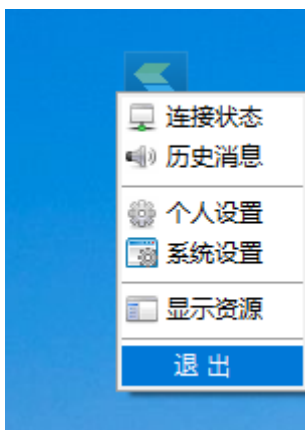 连接状态
历史消息
个人设置
系统设置
显示资源
退 出